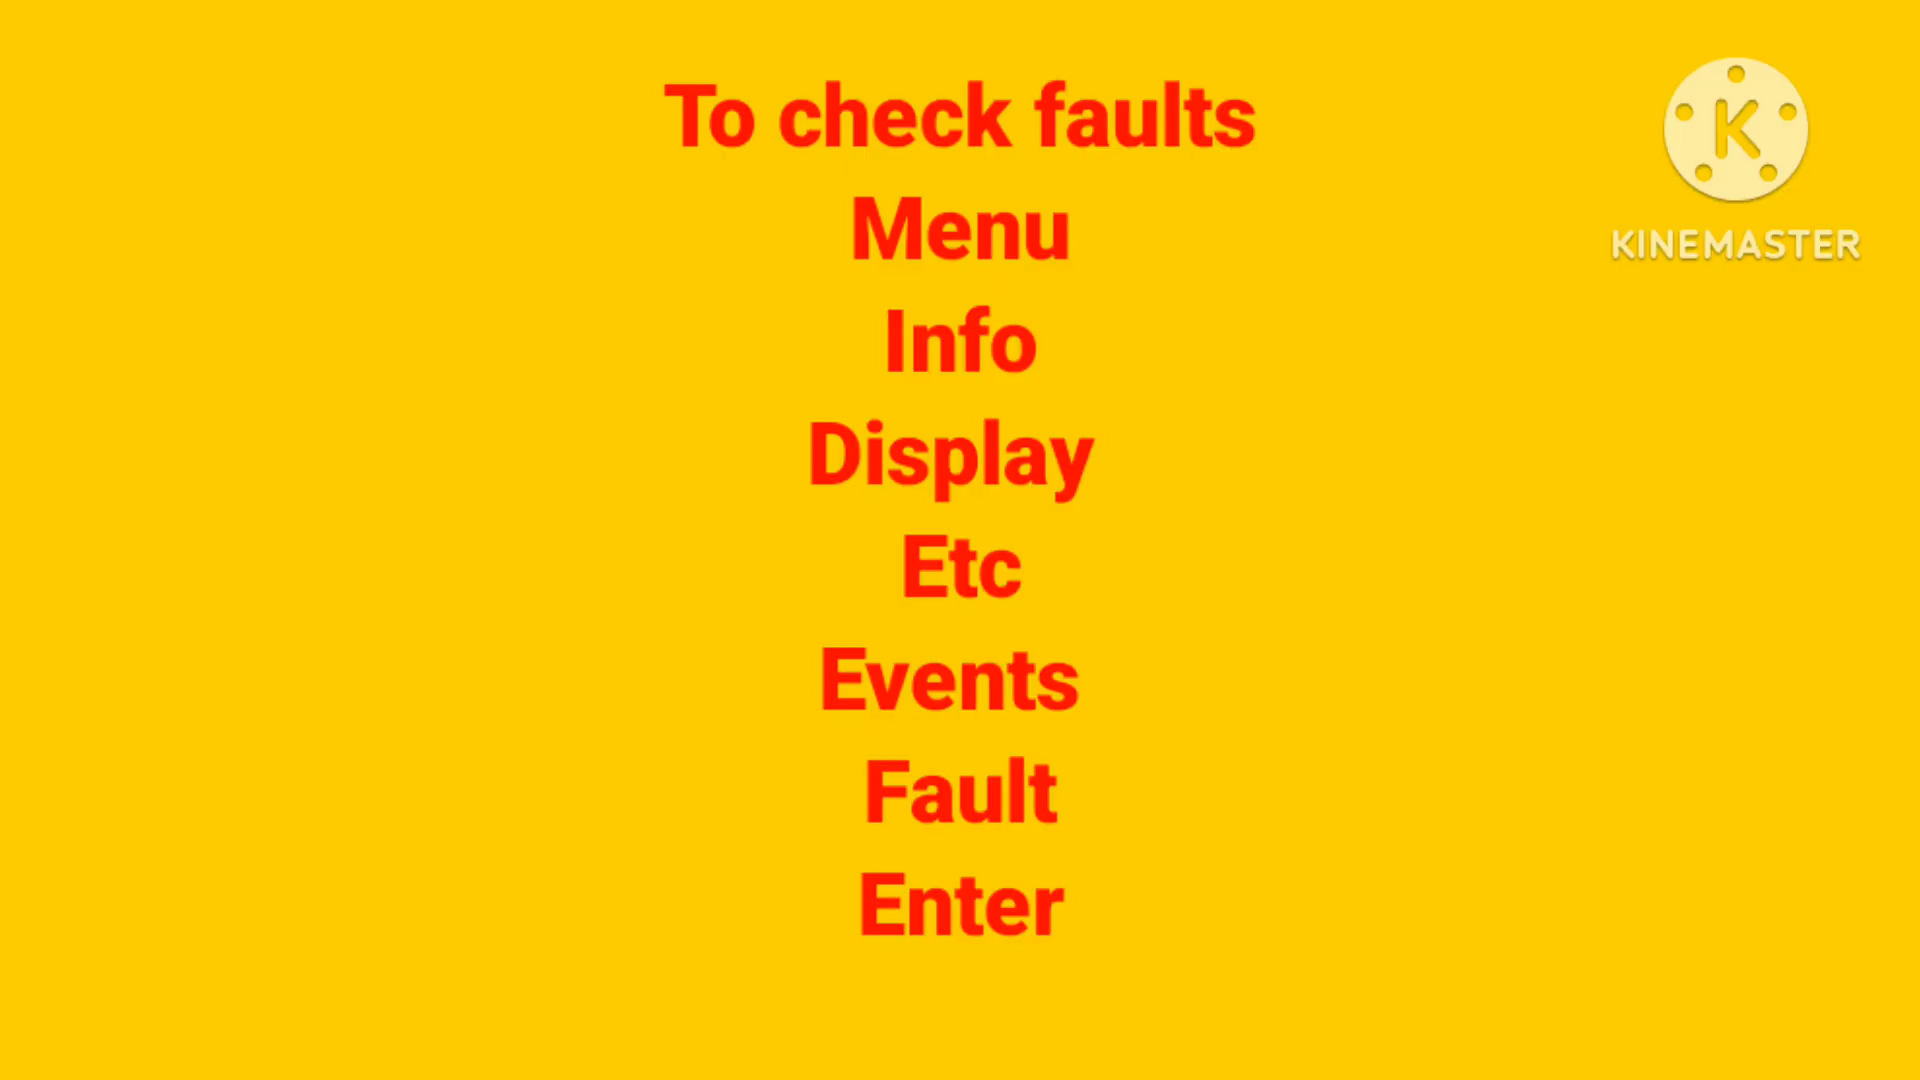 To check faults
Menu
Info
Display
Etc
Events
Fault
Enter
K
KINEMASTER